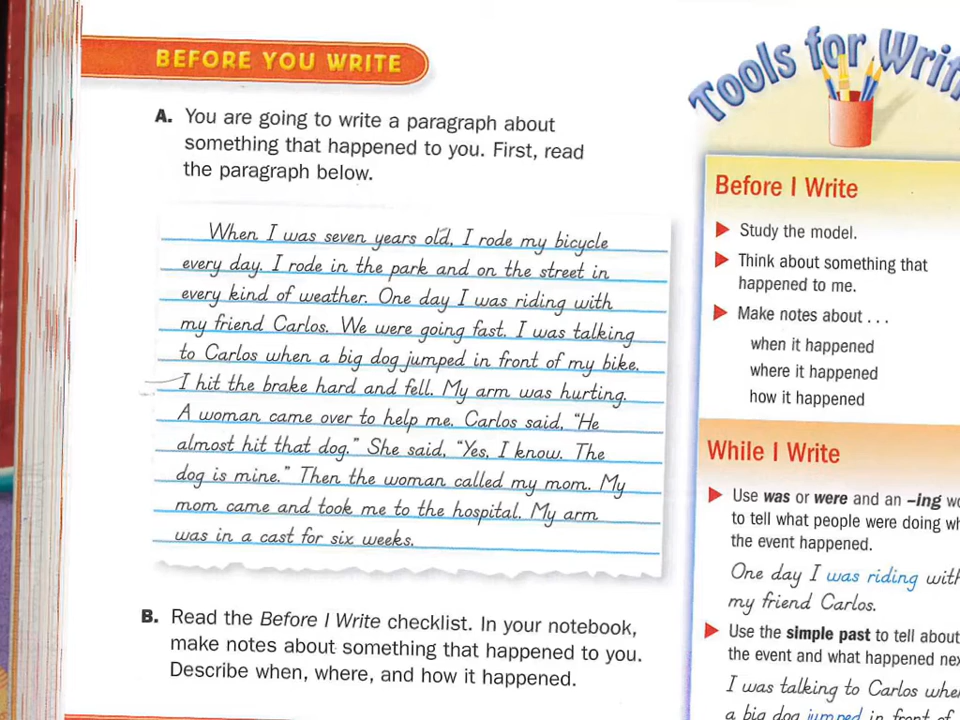 BEFORE YOU WRITE
A. You are going to write a paragraph about
something that happened to you. First, read
the paragraph below.
When I was seven years old, I rode my bicycle
every day. I rode in the park and on the street in
every kind of weather. One day I was riding with
my friend Carlos. We were going fast. I was talking
to Carlos when a big dog jumped in front of my bike.
I hit the brake hard and fell. My arm was hurting.
A woman came over to help me. Carlos said, "He
almost hit that dog." She said, "Yes, I know. The
dog is mine." Then the woman called my mom. My
mom came and took me to the hospital. My arm
was in a cast for six weeks.
B. Read the Before I Write checklist. In your notebook,
make notes about something that happened to you.
Describe when, where, and how it happened.
Tools for Writ
Before I Write
Study the model.
Think about something that
happened to me.
Make notes about . . .
when it happened
where it happened
how it happened
While I Write
Use was or were and an –ing wo
to tell what people were doing wh
the event happened.
One day I was riding with
my friend Carlos.
Use the simple past to tell about
the event and what happened nex
I was talking to Carlos when
a big dog jumped in front of